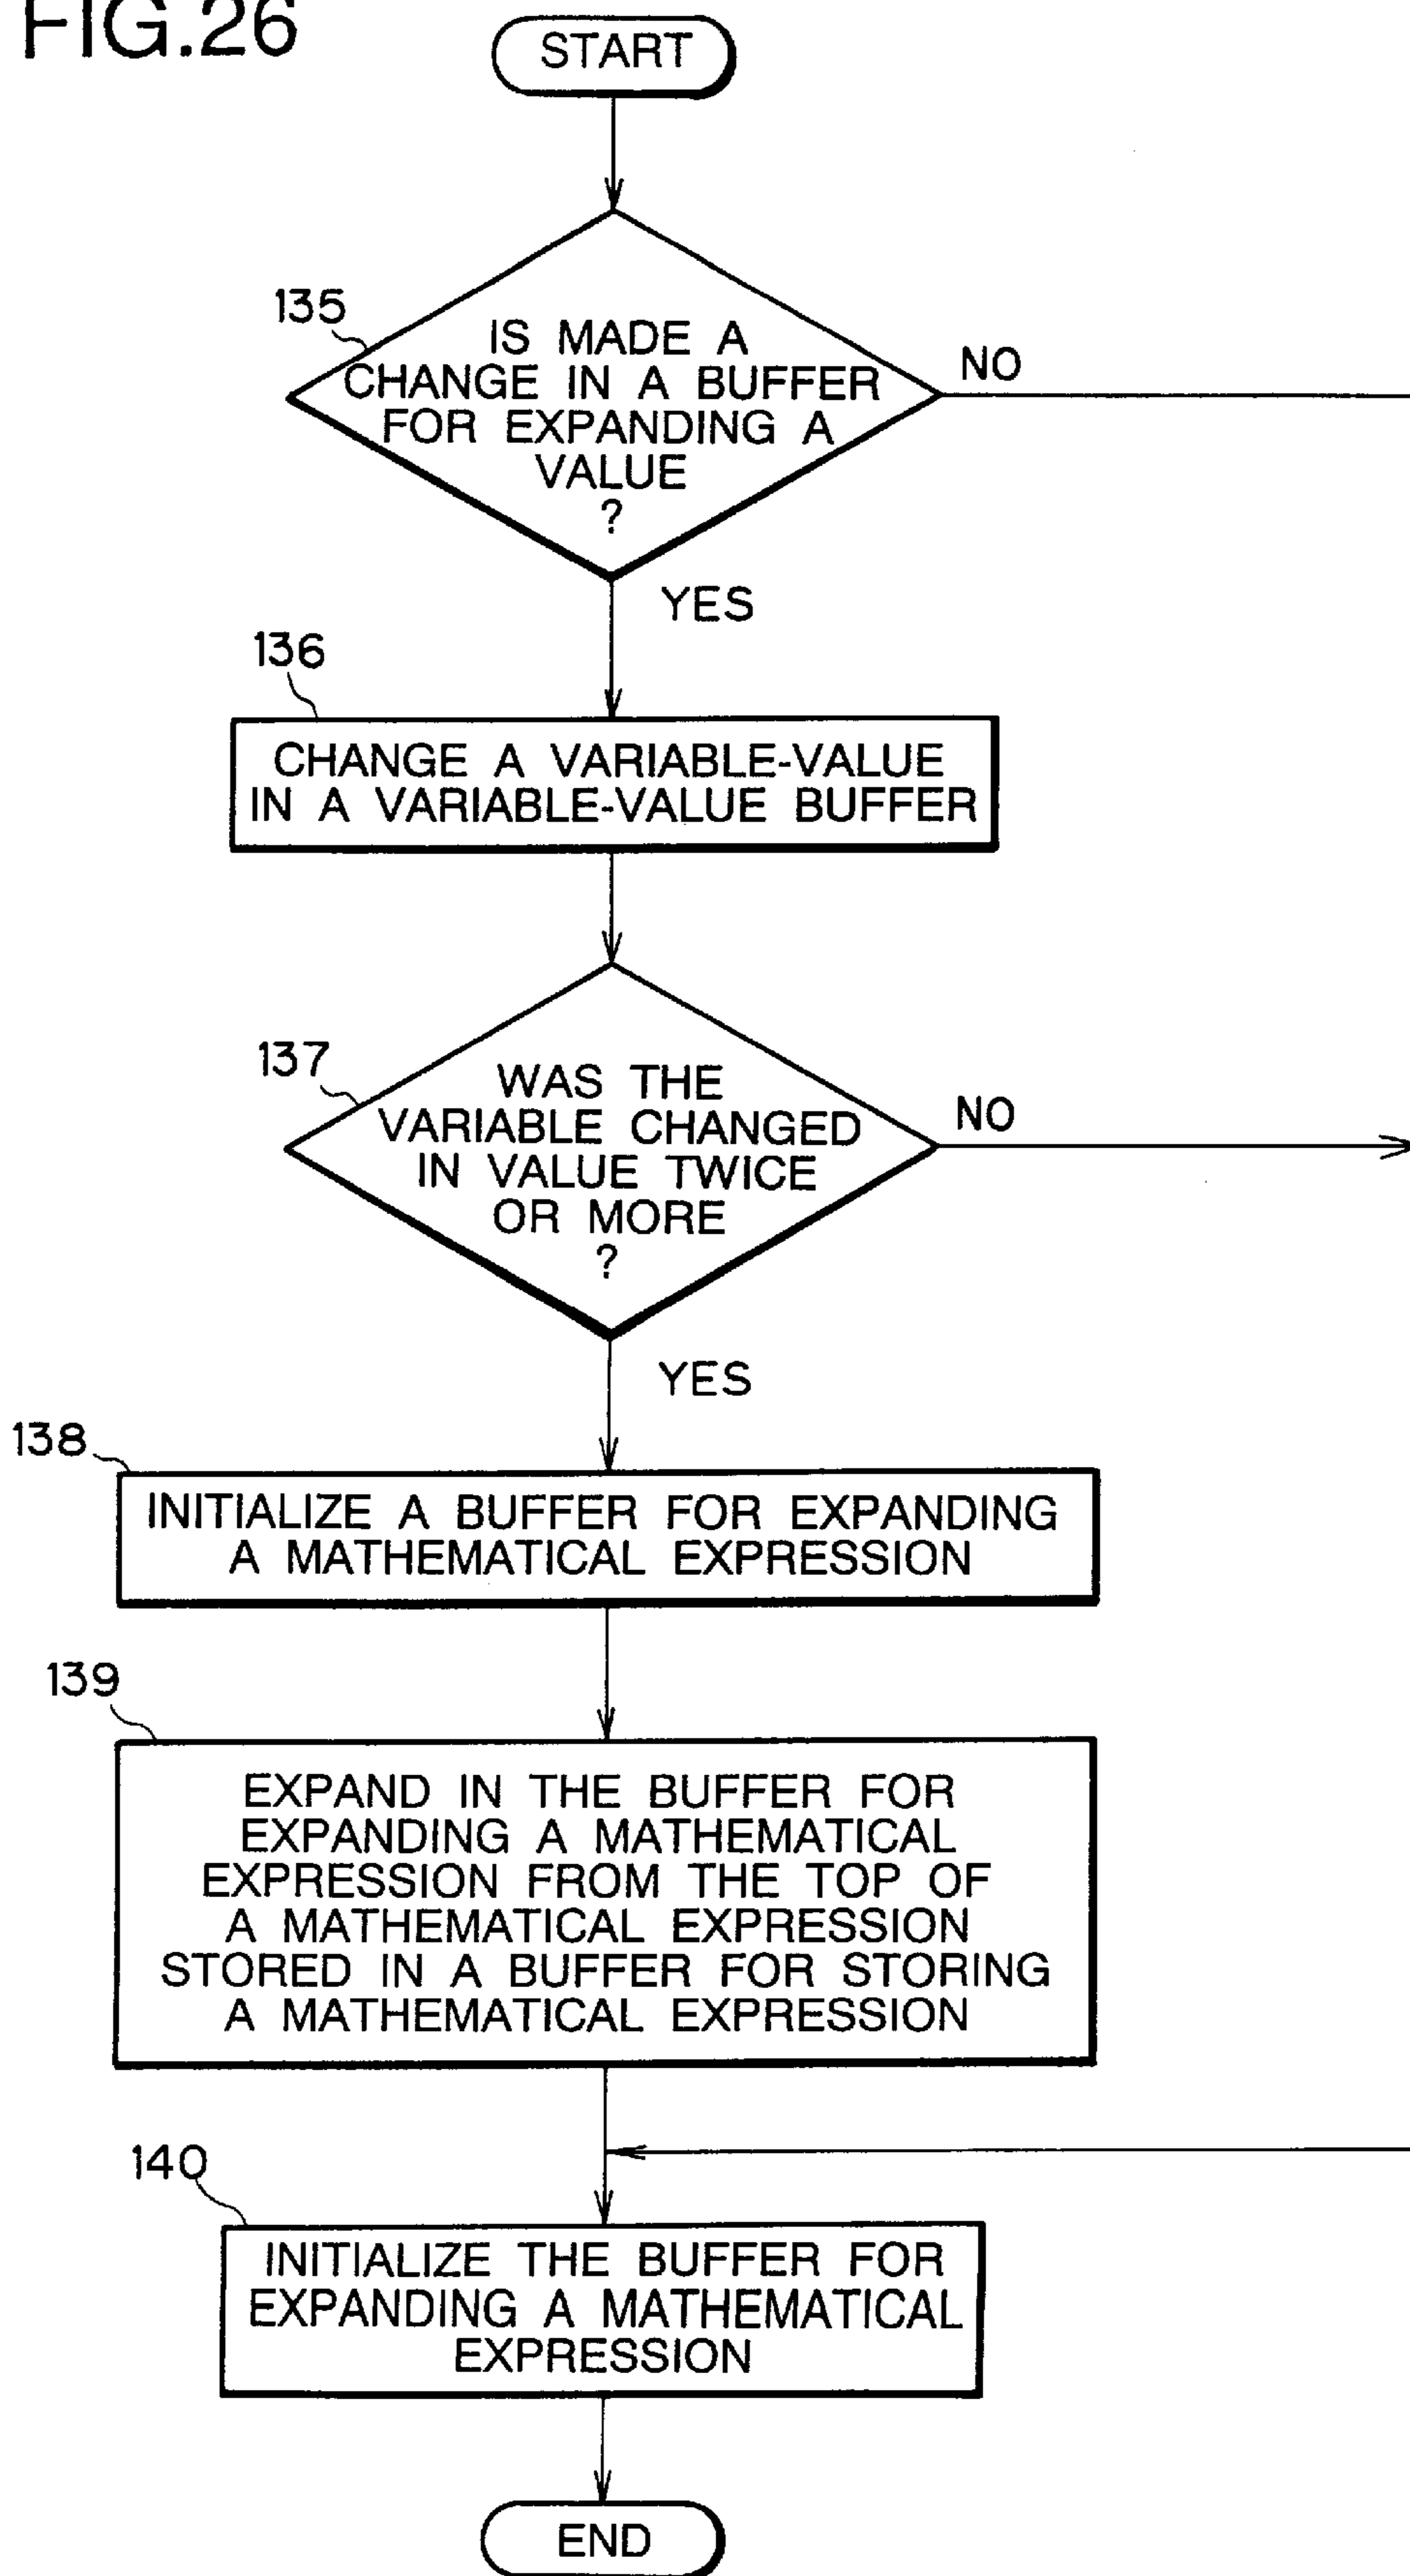 FIG.26
START
135
IS MADE A
CHANGE IN A BUFFER
FOR EXPANDING A
VALUE
?
NO
YES
136
CHANGE A VARIABLE-VALUE
IN A VARIABLE-VALUE BUFFER
137
WAS THE
VARIABLE CHANGED
IN VALUE TWICE
OR MORE
?
NO
YES
138
INITIALIZE A BUFFER FOR EXPANDING
A MATHEMATICAL EXPRESSION
139
EXPAND IN THE BUFFER FOR
EXPANDING A MATHEMATICAL
EXPRESSION FROM THE TOP OF
A MATHEMATICAL EXPRESSION
STORED IN A BUFFER FOR STORING
A MATHEMATICAL EXPRESSION
140
INITIALIZE THE BUFFER FOR
EXPANDING A MATHEMATICAL
EXPRESSION
END